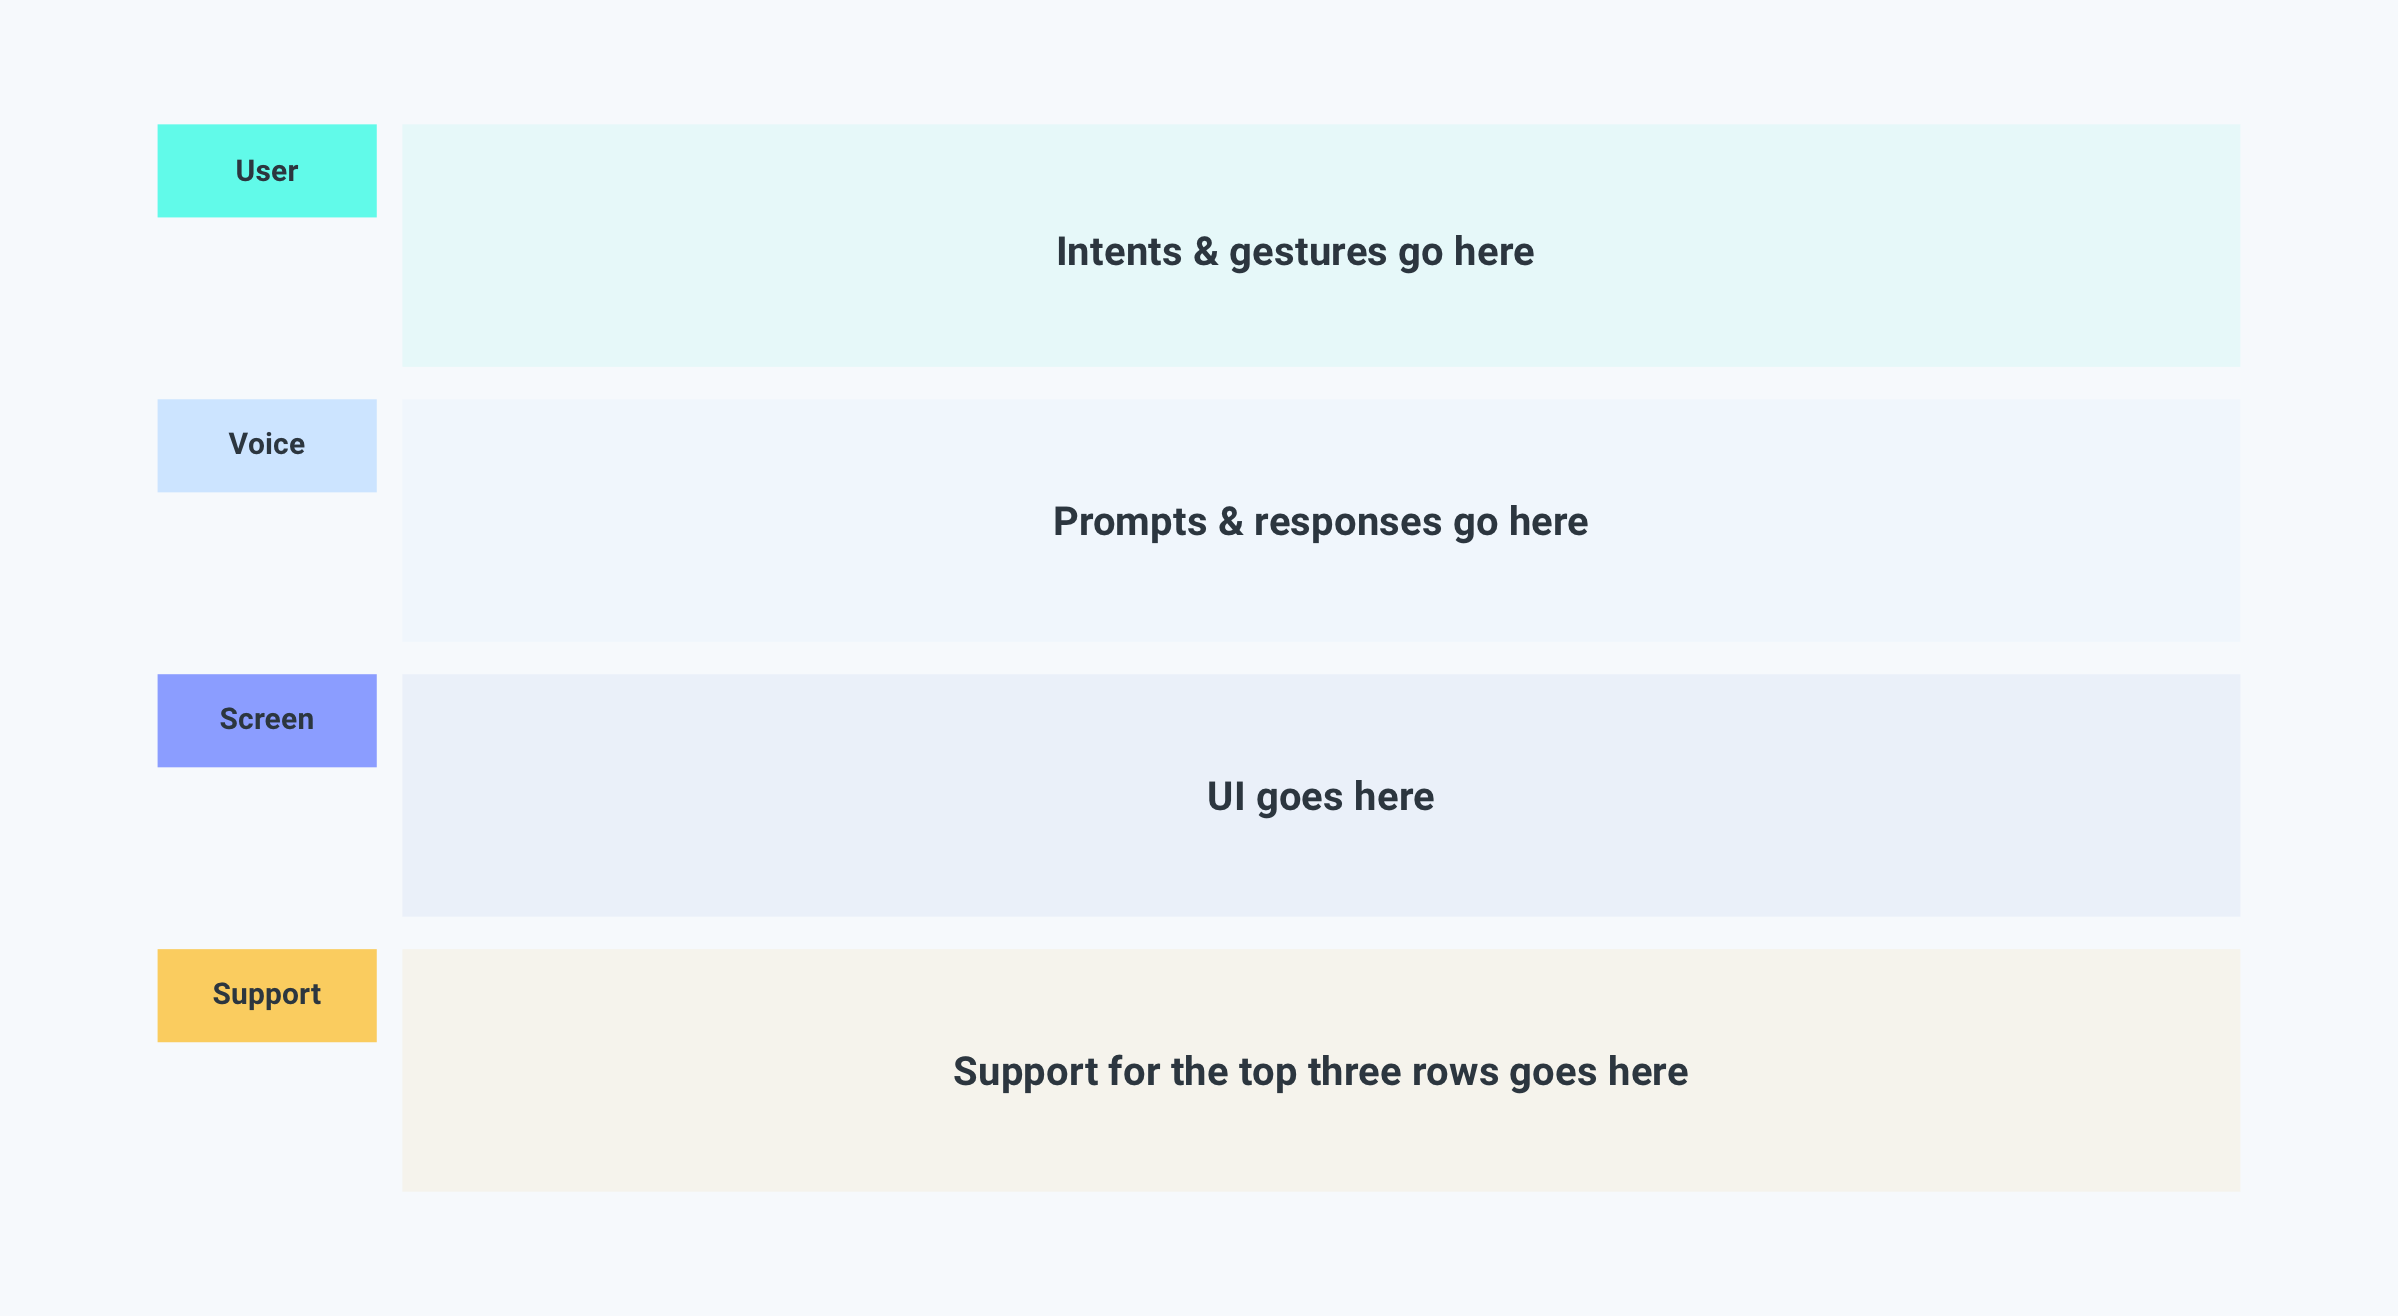 User
Intents & gestures go here
Voice
Prompts & responses go here
Screen
UI goes here
Support
Support for the top three rows goes here